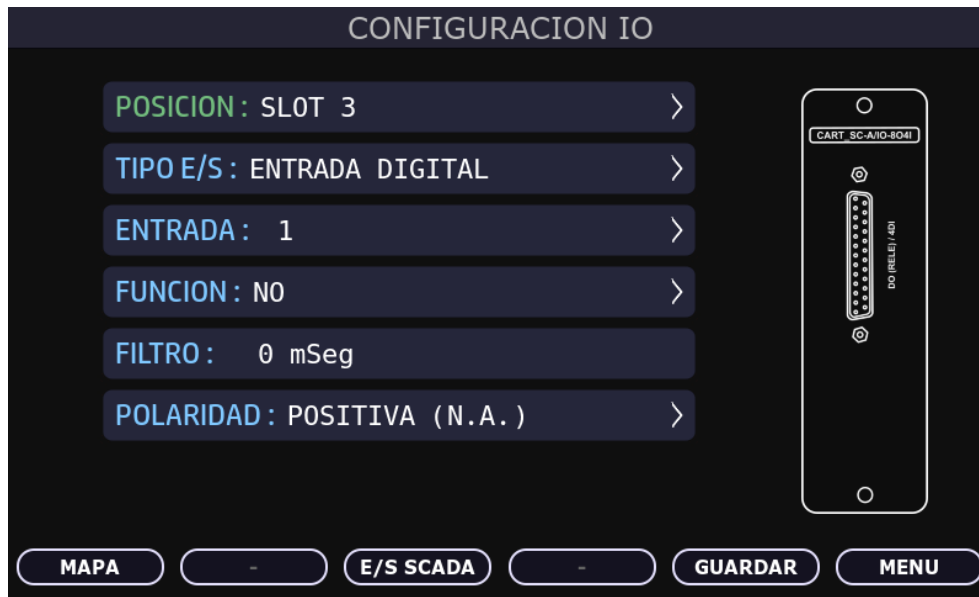 CONFIGURACION IO
POSICION: SLOT 3
TIPO E/S: ENTRADA DIGITAL
ENTRADA: 1
FUNCION: NO
FILTRO: 0 mSeg
POLARIDAD: POSITIVA (N.A.)
CART_SC-A/IO-8O4I
DO (RELE) / 4DI
MAPA
-
E/S SCADA
-
GUARDAR
MENU